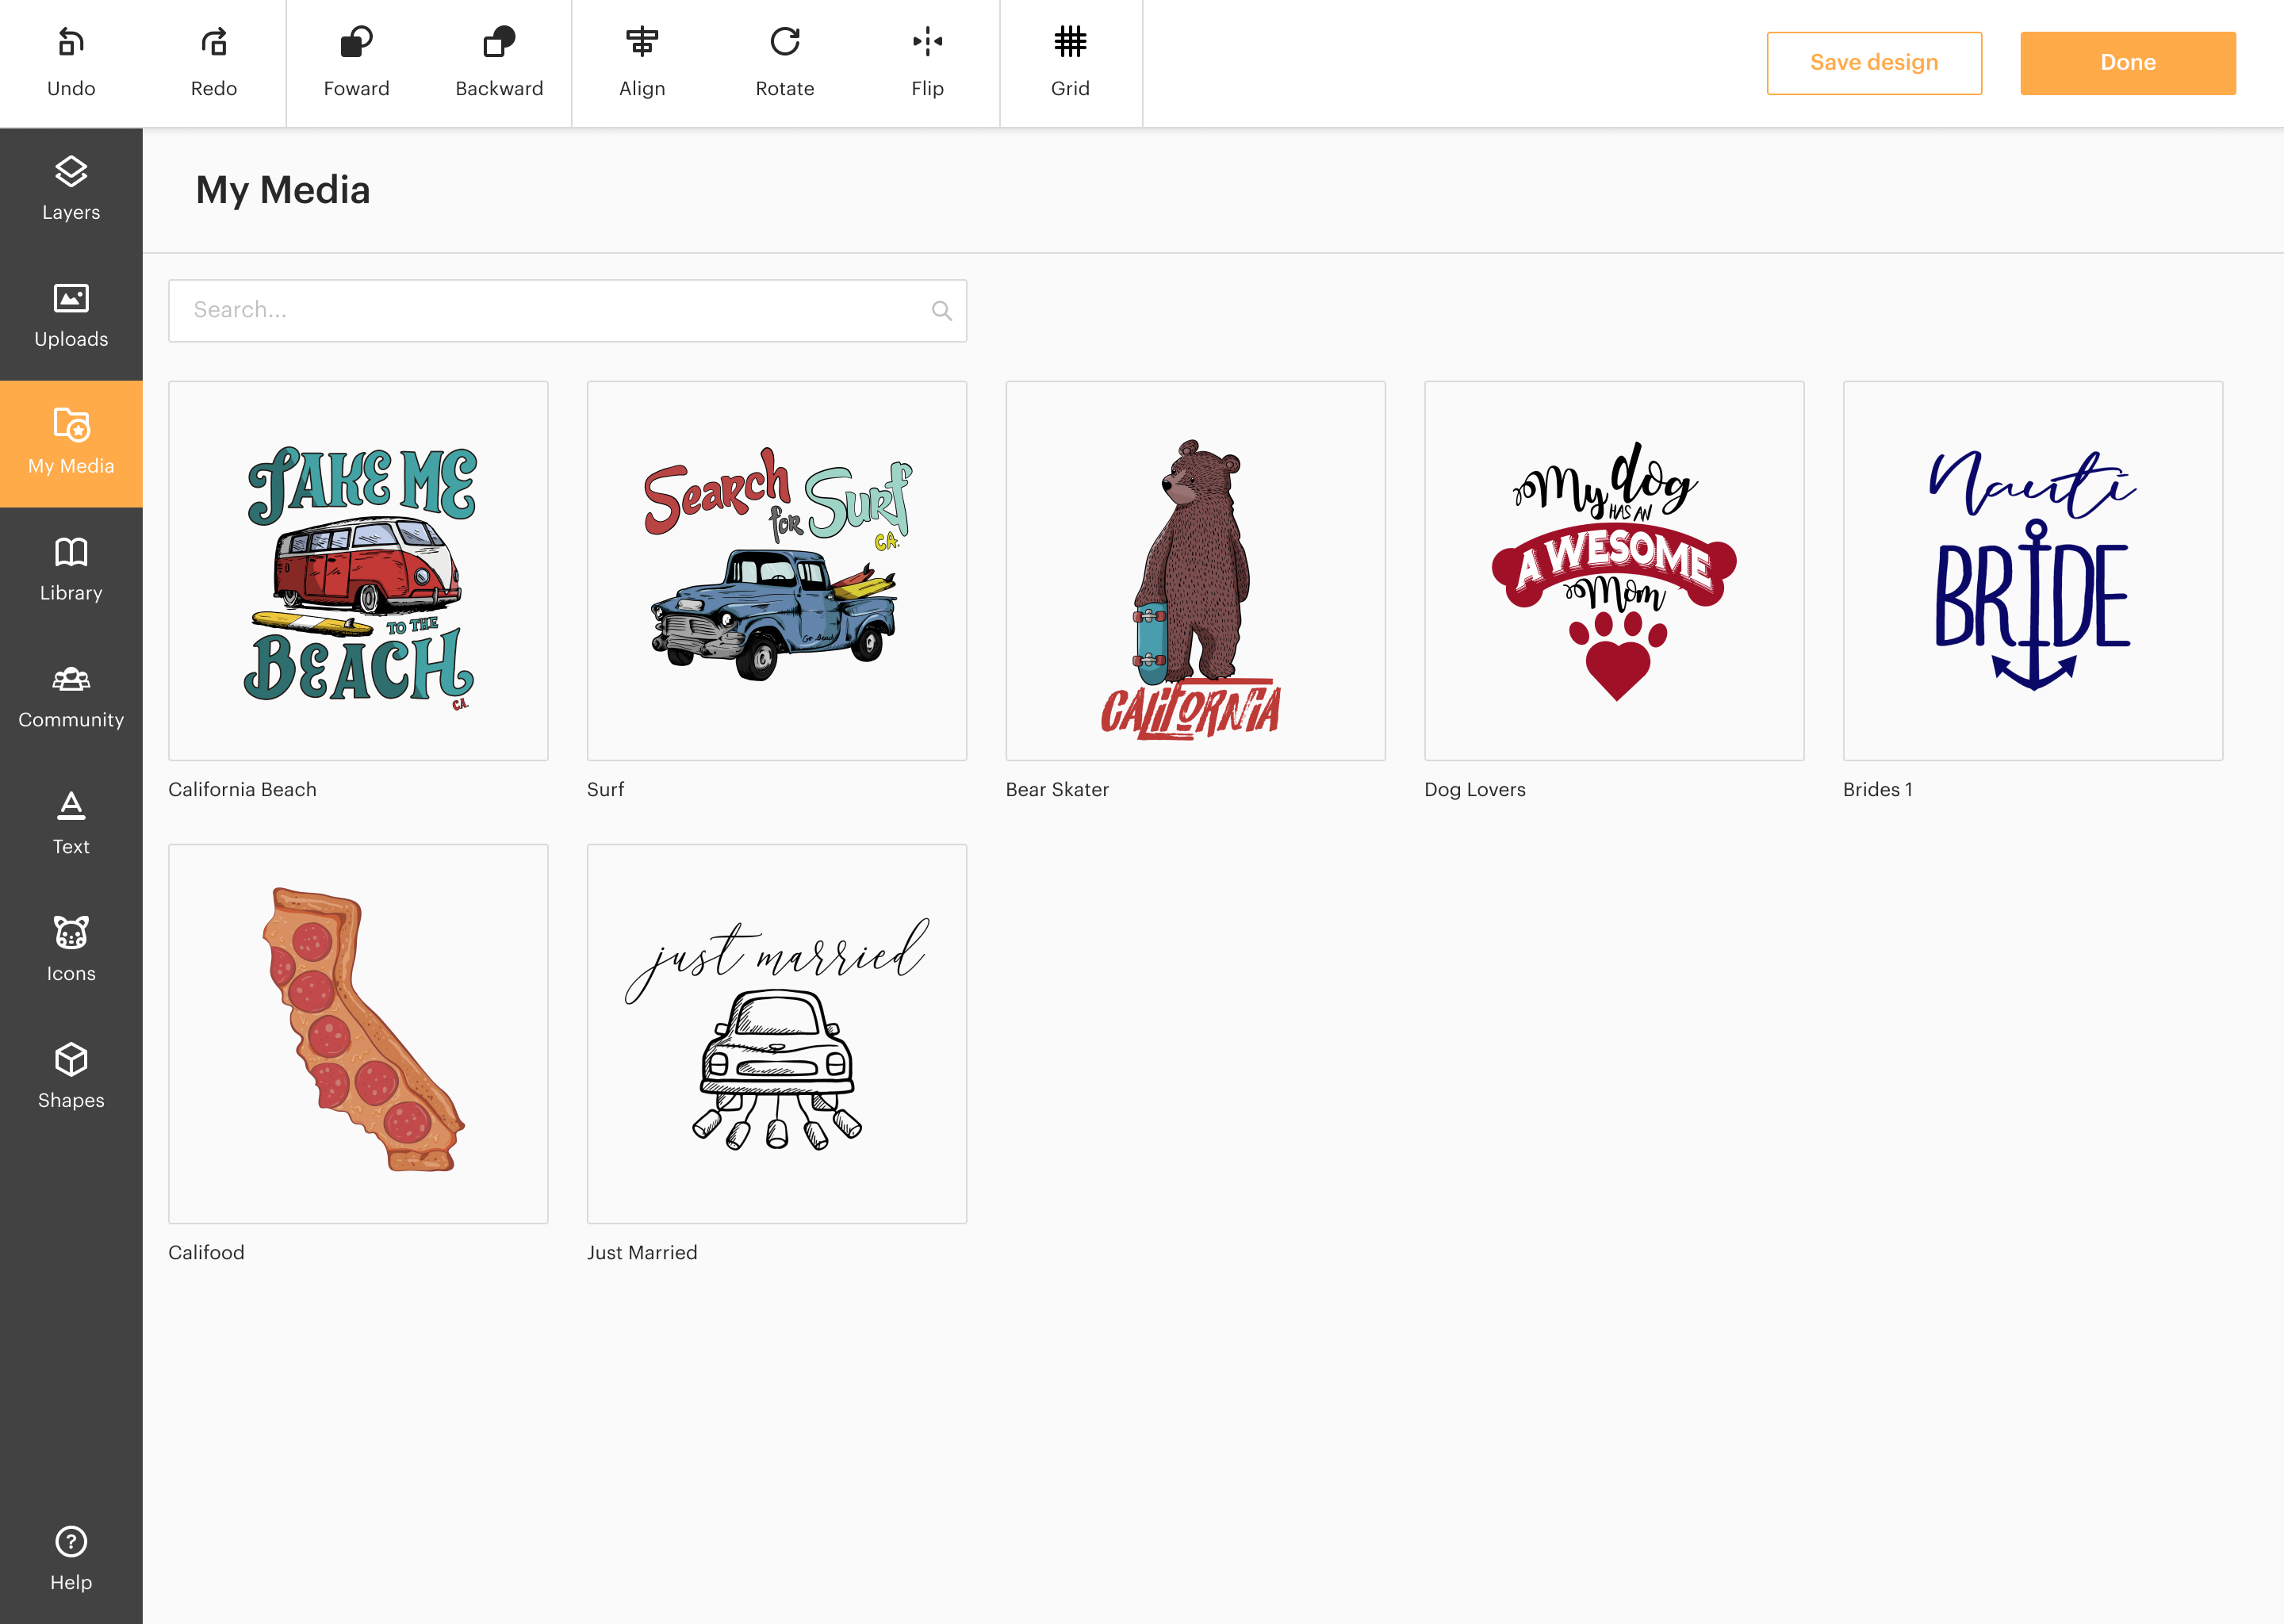 Undo
Redo
Foward
Backward
Align
Rotate
Flip
Grid
Save design
Done
Layers
Uploads
My Media
Library
Community
Text
Icons
Shapes
Help
My Media
Search...
TAKE ME
TO THE
BEACH
CA.
California Beach
Search
for Surf
CA.
Go Beach
Surf
CALIFORNIA
Bear Skater
My dog
HAS AN
AWESOME
Mom
Dog Lovers
Nauti
BRIDE
Brides 1
Califood
just married
Just Married